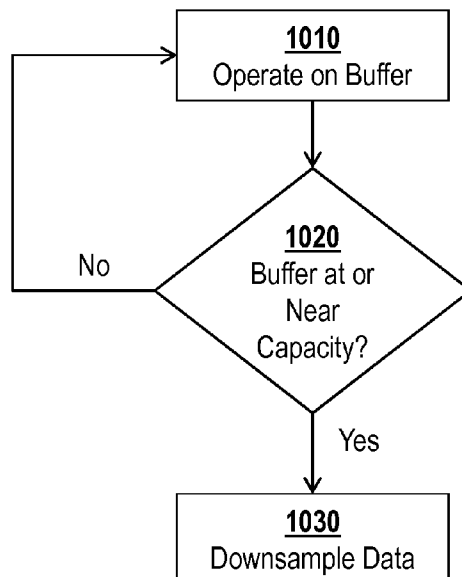 1010
Operate on Buffer
1020
Buffer at or
Near
Capacity?
No
Yes
1030
Downsample Data